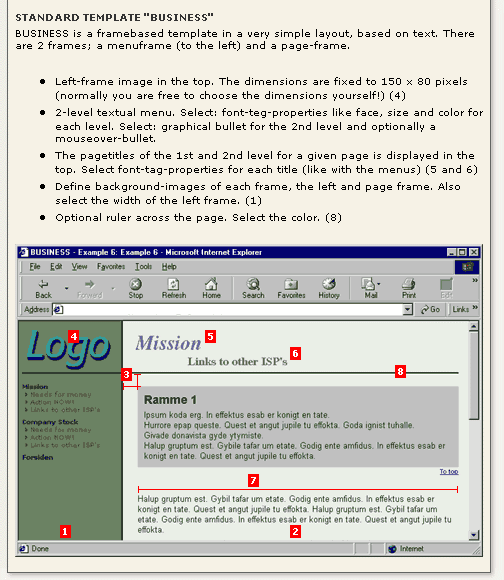 STANDARD TEMPLATE "BUSINESS"
BUSINESS is a framebased template in a very simple layout, based on text. There
are 2 frames; a menuframe (to the left) and a page-frame.
• Left-frame image in the top. The dimensions are fixed to 150 x 80 pixels
(normally you are free to choose the dimensions yourself!) (4)
• 2-level textual menu. Select: font-teg-properties like face, size and color for
each level. Select: graphical bullet for the 2nd level and optionally a
mouseover-bullet.
• The pagetitles of the 1st and 2nd level for a given page is displayed in the
top. Select font-tag-properties for each title (like with the menus) (5 and 6)
• Define background-images of each frame, the left and page frame. Also
select the width of the left frame. (1)
• Optional ruler across the page. Select the color. (8)
BUSINESS - Example 6: Example 6 - Microsoft Internet Explorer
File Edit View Favorites Tools Help
Back Forward Stop Refresh Home Search Favorites History Mail Print Edit
Address Go Links
Logo 4
Mission 5
Links to other ISP's 6
8
3
Mission
Needs for money
Action NOW!
Links to other ISP's
Company Stock
Needs for money
Action NOW!
Links to other ISP's
Forsiden
Ramme 1
Ipsum koda erg. In effektus esab er konigt en tate.
Hurrore epap queste. Quest et angut jupic tu effokta. Goda ignist tuhalle.
Givade donavista gyde ytymiste.
Halup gruptum est. Gybile tafar um etate. Godig ente amfidus. In effektus esab er
konigt en tate. Quest et angut jupile tu effokta.
To top
7
Halup gruptum est. Gybil tafar um etate. Godig ente amfidus. In effektus esab er
konigt en tate. Quest et angut jupic tu effokta. Halup gruptum est. Gybile tafar um
etate. Godig ente amfidus. In effektus esab er konigt en tate. Quest et angut jupile tu
effokta.
1
2
Done Internet